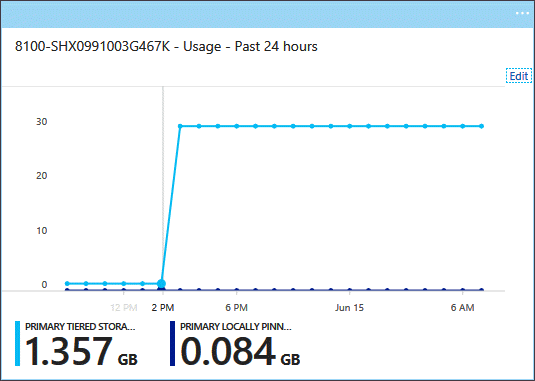 ...
8100-SHX0991003G467K - Usage - Past 24 hours
Edit
30
20
10
0
12 PM 2 PM 6 PM Jun 15 6 AM
PRIMARY TIERED STORA... PRIMARY LOCALLY PINN...
1.357 GB 0.084 GB